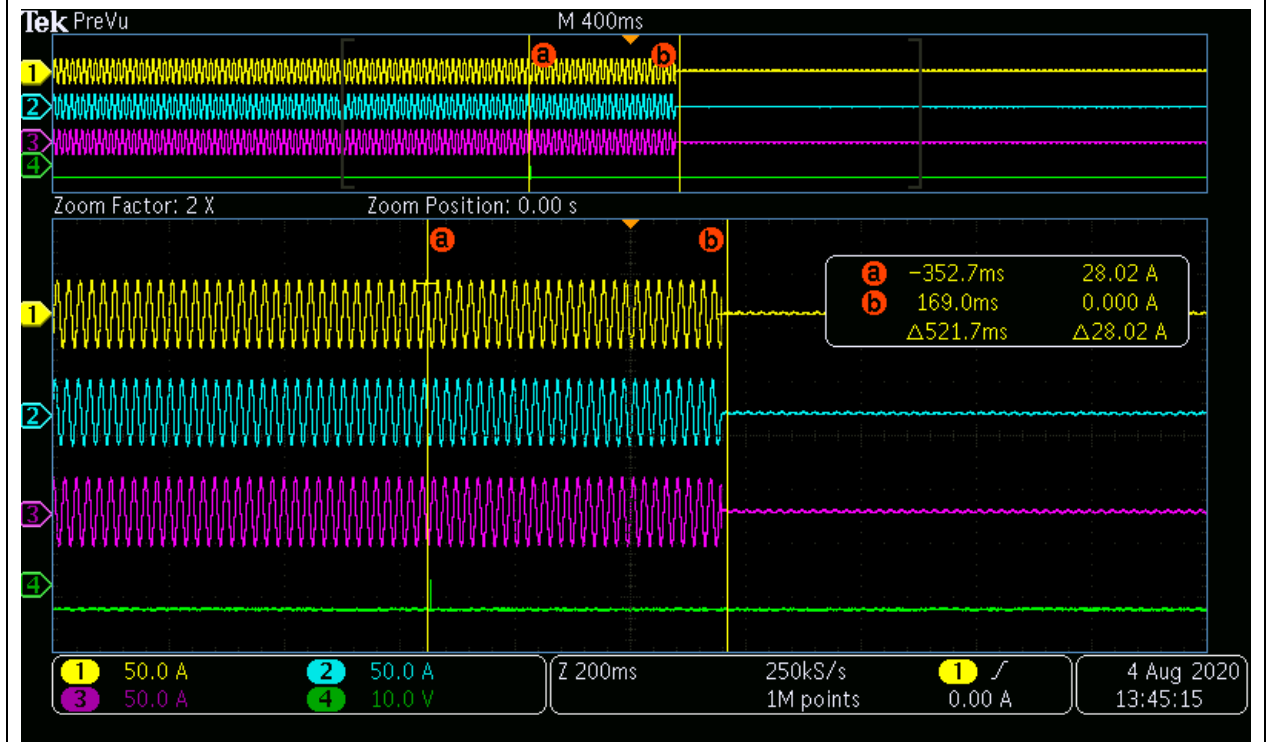 Tek PreVu M 400ms
a b
1
2
3
4
Zoom Factor: 2 X Zoom Position: 0.00 s
a b
a -352.7ms 28.02 A
b 169.0ms 0.000 A
△521.7ms △28.02 A
1
2
3
4
1 50.0 A 2 50.0 A Z 200ms 250kS/s 1 0.00 A 4 Aug 2020
3 50.0 A 4 10.0 V 1M points 13:45:15